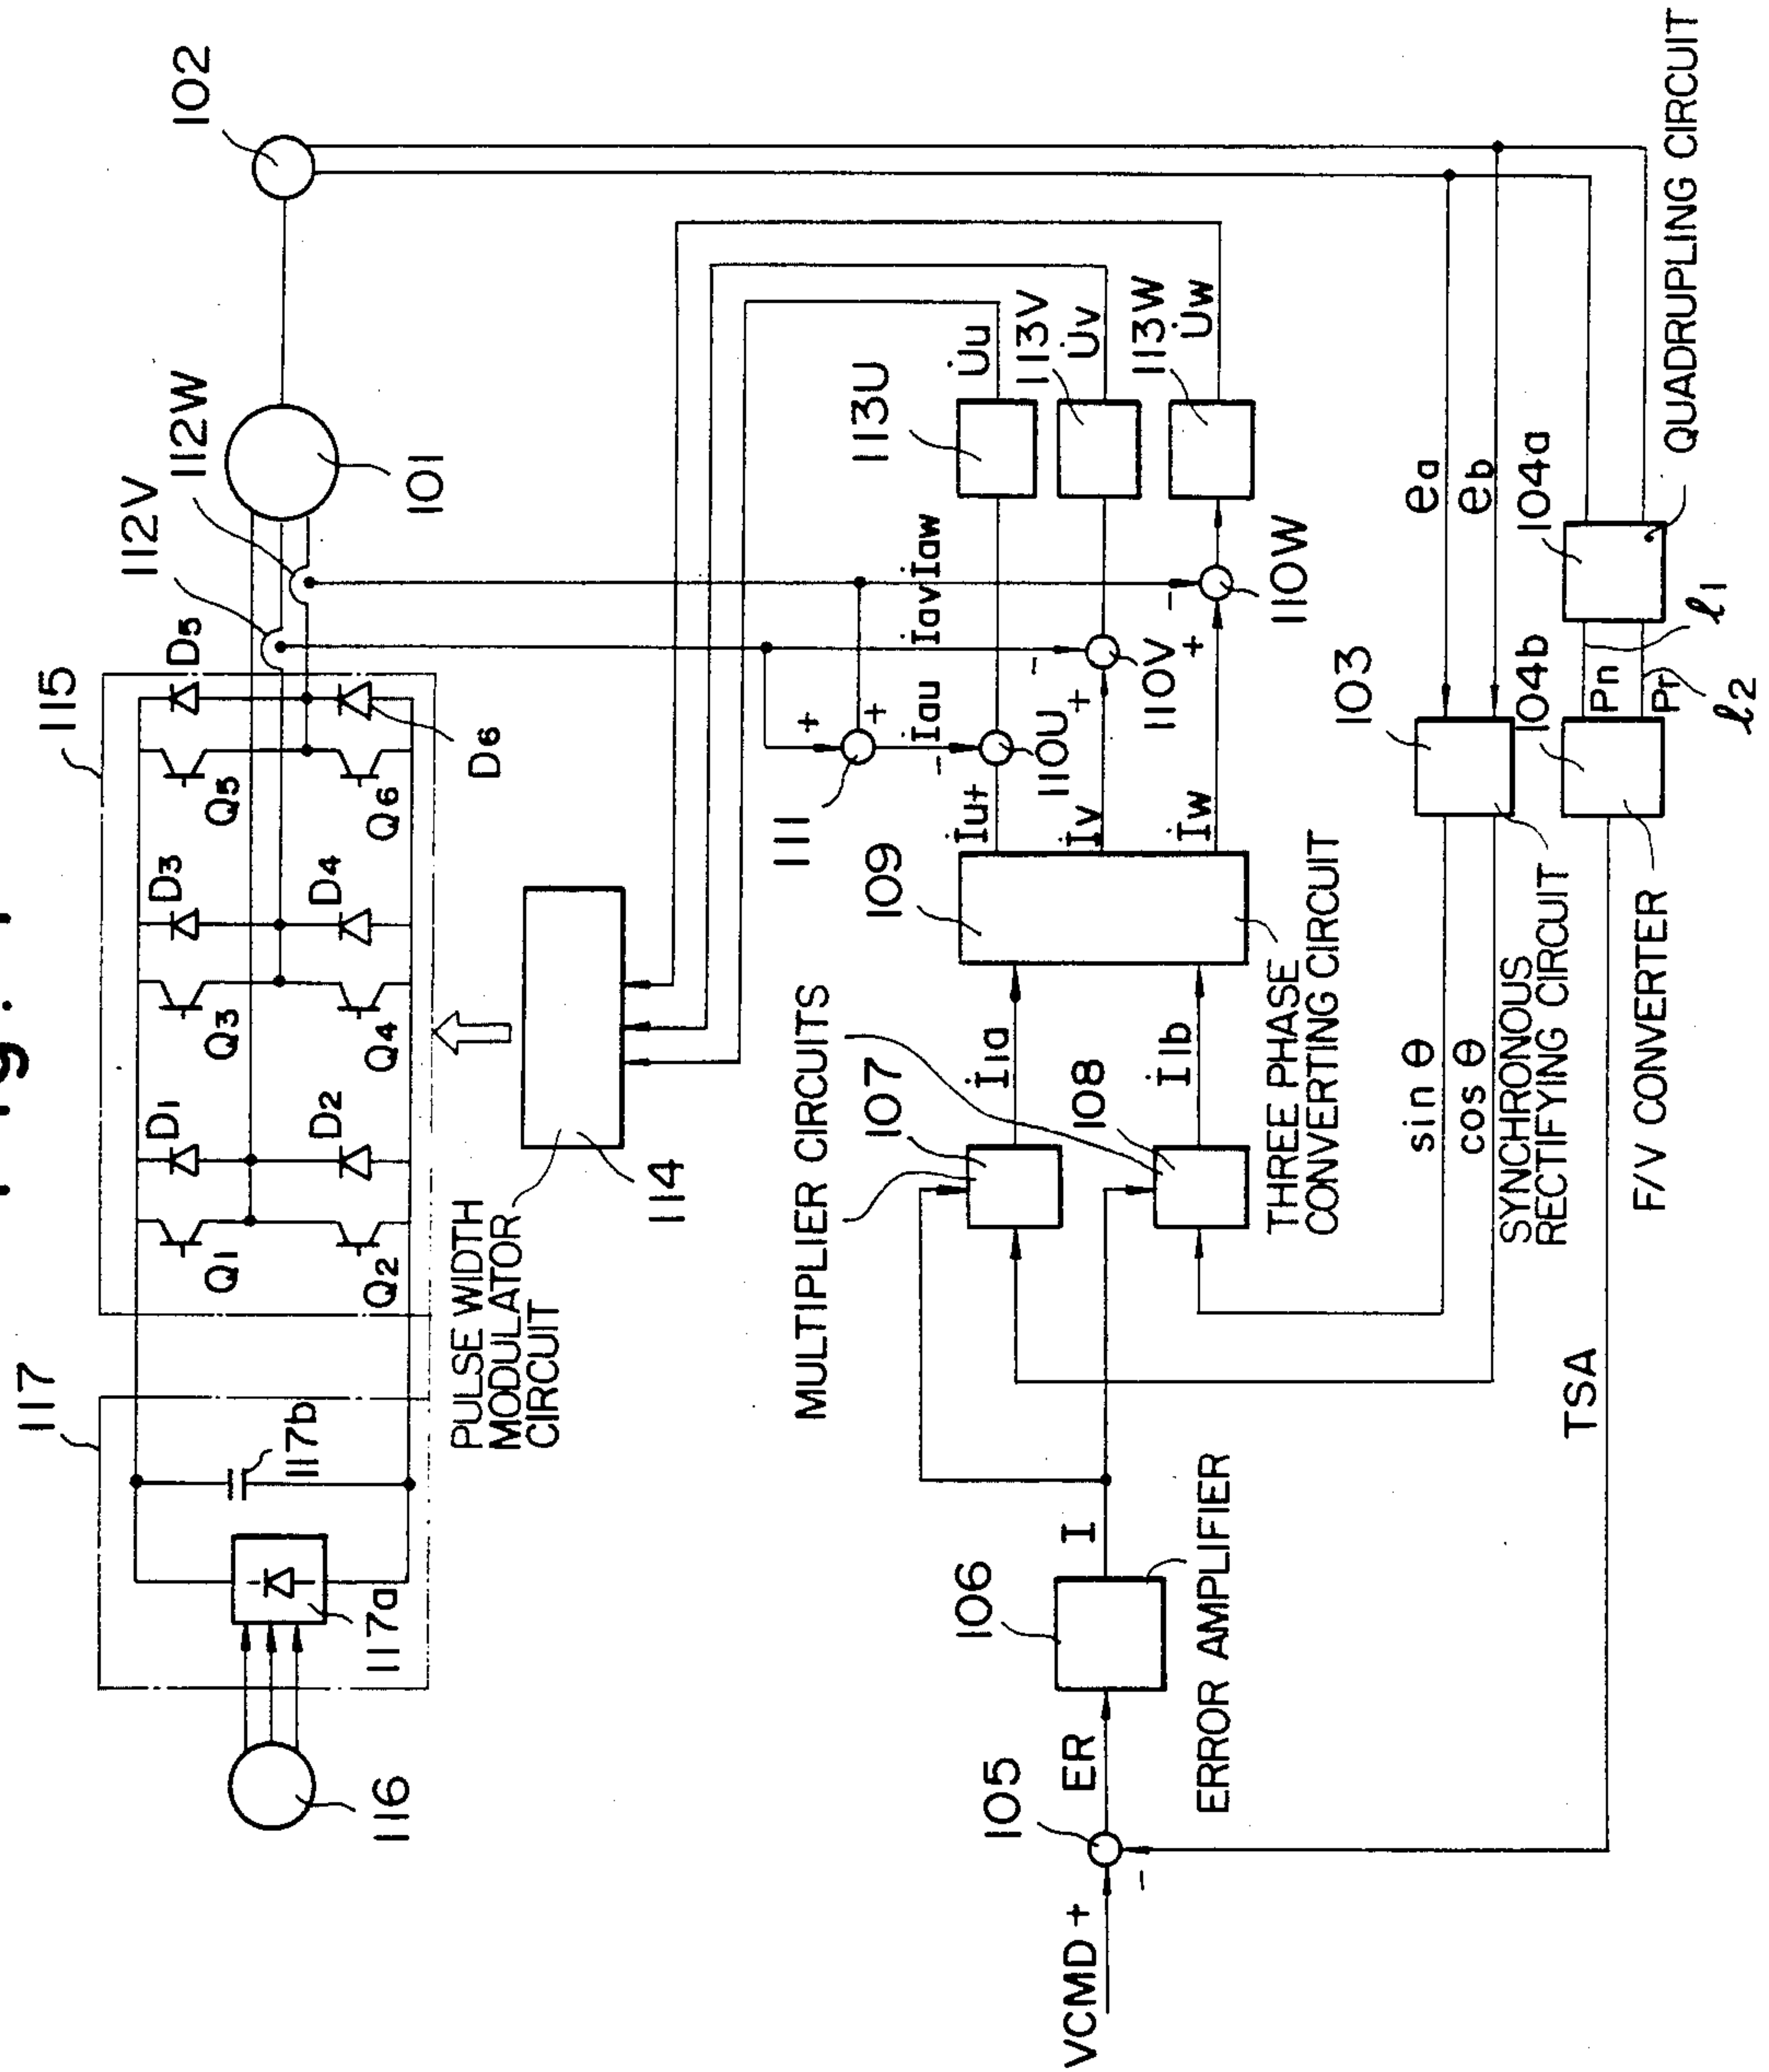 117
115
112V
112W
102
D1
D3
D5
Q1
Q3
Q5
D2
D4
D6
Q2
Q4
Q6
117b
117a
116
101
PULSE WIDTH
MODULATOR
CIRCUIT
114
MULTIPLIER CIRCUITS
107
108
109
111
I1a
I1b
Iu+
Iv
Iw
Iau
Iav
Iaw
+
+
-
-
-
+
+
110U
110V
110W
113U
113V
113W
Uu
Uv
Uw
THREE PHASE
CONVERTING CIRCUIT
VCMD +
-
105
ER
106
I
ERROR AMPLIFIER
sin θ
cos θ
103
ea
eb
SYNCHRONOUS
RECTIFYING CIRCUIT
TSA
F/V CONVERTER
104b
Pn
Pr
ℓ1
ℓ2
104a
QUADRUPLING CIRCUIT